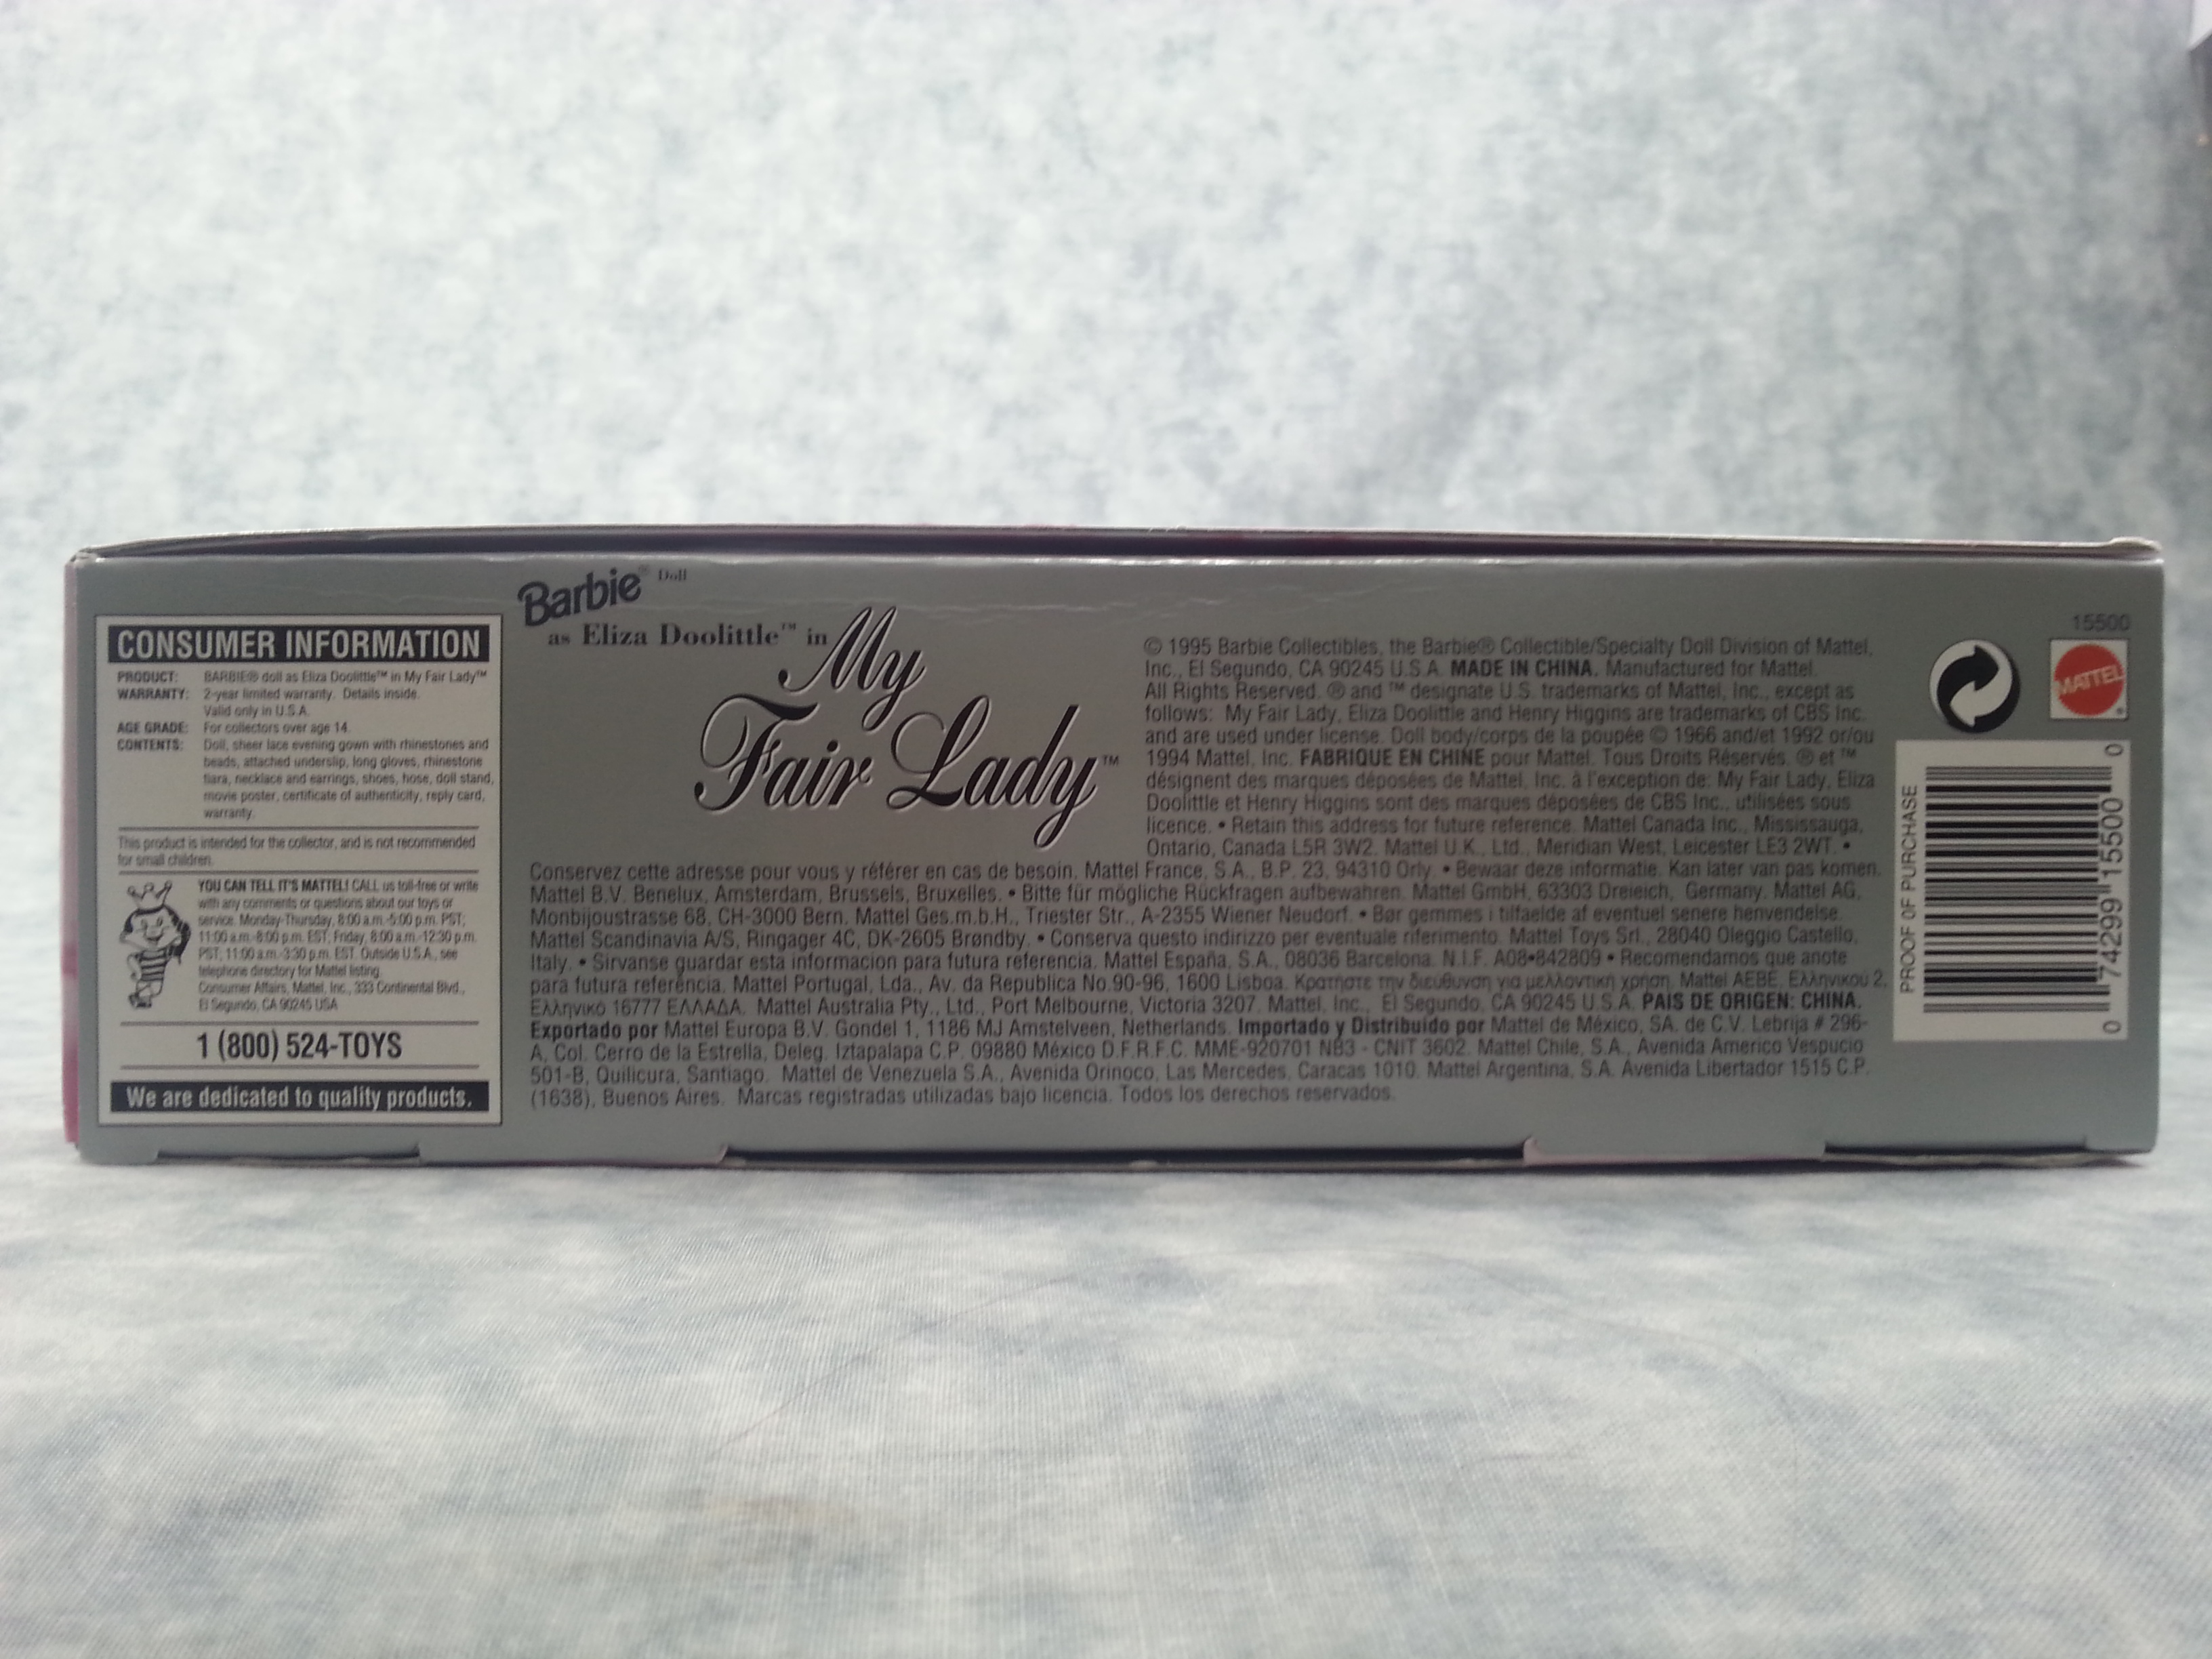 Barbie® Doll
as Eliza Doolittle™ in
My
Fair Lady™
CONSUMER INFORMATION
PRODUCT: BARBIE® doll as Eliza Doolittle™ in My Fair Lady™
WARRANTY: 2-year limited warranty. Details inside.
Valid only in U.S.A.
AGE GRADE: For collectors over age 14.
CONTENTS: Doll, sheer lace evening gown with rhinestones and
beads, attached underslip, long gloves, rhinestone
tiara, necklace and earrings, shoes, hose, doll stand,
movie poster, certificate of authenticity, reply card,
warranty.
This product is intended for the collector, and is not recommended
for small children.
YOU CAN TELL IT'S MATTEL! CALL us toll-free or write
with any comments or questions about our toys or
service. Monday-Thursday, 8:00 a.m.-5:00 p.m. PST;
11:00 a.m.-8:00 p.m. EST; Friday, 8:00 a.m.-12:30 p.m.
PST; 11:00 a.m.-3:30 p.m. EST. Outside U.S.A., see
telephone directory for Mattel listing.
Consumer Affairs, Mattel, Inc., 333 Continental Blvd.,
El Segundo, CA 90245 USA
1 (800) 524-TOYS
We are dedicated to quality products.
© 1995 Barbie Collectibles, the Barbie® Collectible/Specialty Doll Division of Mattel,
Inc., El Segundo, CA 90245 U.S.A. MADE IN CHINA. Manufactured for Mattel.
All Rights Reserved. ® and ™ designate U.S. trademarks of Mattel, Inc., except as
follows: My Fair Lady, Eliza Doolittle and Henry Higgins are trademarks of CBS Inc.
and are used under license. Doll body/corps de la poupée © 1966 and/et 1992 or/ou
1994 Mattel, Inc. FABRIQUE EN CHINE pour Mattel. Tous Droits Réservés. ® et ™
désignent des marques déposées de Mattel, Inc. à l'exception de: My Fair Lady, Eliza
Doolittle et Henry Higgins sont des marques déposées de CBS Inc., utilisées sous
licence. • Retain this address for future reference. Mattel Canada Inc., Mississauga,
Ontario, Canada L5R 3W2. Mattel U.K., Ltd., Meridian West, Leicester LE3 2WT. •
Conservez cette adresse pour vous y référer en cas de besoin. Mattel France, S.A., B.P. 23, 94310 Orly. • Bewaar deze informatie. Kan later van pas komen.
Mattel B.V. Benelux, Amsterdam, Brussels, Bruxelles. • Bitte für mögliche Rückfragen aufbewahren. Mattel GmbH, 63303 Dreieich, Germany. Mattel AG,
Monbijoustrasse 68, CH-3000 Bern. Mattel Ges.m.b.H., Triester Str., A-2355 Wiener Neudorf. • Bør gemmes i tilfaelde af eventuel senere henvendelse.
Mattel Scandinavia A/S, Ringager 4C, DK-2605 Brøndby. • Conserva questo indirizzo per eventuale riferimento. Mattel Toys Srl., 28040 Oleggio Castello,
Italy. • Sirvanse guardar esta informacion para futura referencia. Mattel España, S.A., 08036 Barcelona. N.I.F. A08•842809 • Recomendamos que anote
para futura referência. Mattel Portugal, Lda., Av. da Republica No.90-96, 1600 Lisboa. Κρατήστε την διεύθυνση για μελλοντική χρήση. Mattel AEBE, Ελληνικού 2,
Ελληνικό 16777 ΕΛΛΑΔΑ. Mattel Australia Pty., Ltd., Port Melbourne, Victoria 3207. Mattel, Inc., El Segundo, CA 90245 U.S.A. PAIS DE ORIGEN: CHINA.
Exportado por Mattel Europa B.V. Gondel 1, 1186 MJ Amstelveen, Netherlands. Importado y Distribuido por Mattel de México, SA. de C.V. Lebrija # 296-
A, Col. Cerro de la Estrella, Deleg. Iztapalapa C.P. 09880 México D.F.R.F.C. MME-920701 NB3 - CNIT 3602. Mattel Chile, S.A., Avenida Americo Vespucio
501-B, Quilicura, Santiago. Mattel de Venezuela S.A., Avenida Orinoco, Las Mercedes, Caracas 1010. Mattel Argentina, S.A. Avenida Libertador 1515 C.P.
(1638), Buenos Aires. Marcas registradas utilizadas bajo licencia. Todos los derechos reservados.
15500
MATTEL®
PROOF OF PURCHASE
0 74299 15500 0